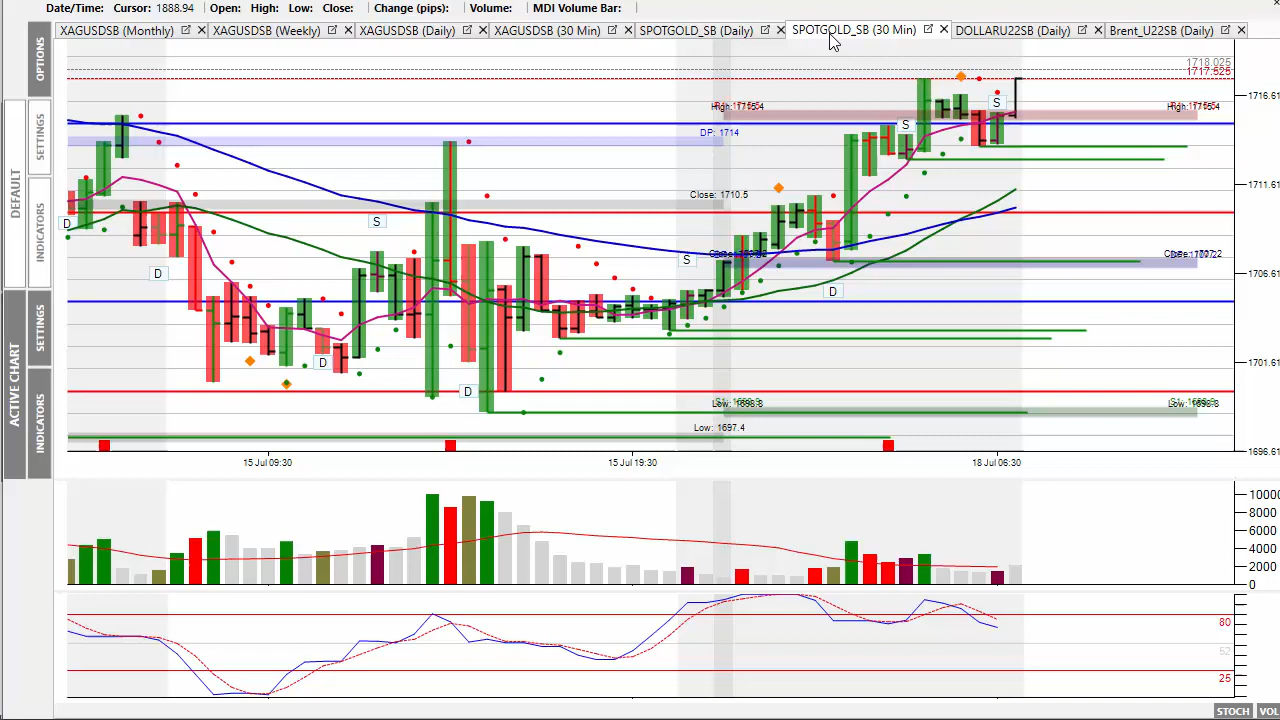 Date/Time: Cursor: 1888.94 Open: High: Low: Close: Change (pips): Volume: MDI Volume Bar:
XAGUSDSB (Monthly) XAGUSDSB (Weekly) XAGUSDSB (Daily) XAGUSDSB (30 Min) SPOTGOLD_SB (Daily) SPOTGOLD_SB (30 Min) DOLLARU22SB (Daily) Brent_U22SB (Daily)
OPTIONS
SETTINGS
DEFAULT
INDICATORS
SETTINGS
ACTIVE CHART
INDICATORS
1718.025
1717.525
1716.61
S
S
DP: 1714
1711.61
Close: 1710.5
D
S
S
1706.61
D
D
1701.61
D
D
Low: 1697.4
1696.61
15 Jul 09:30
15 Jul 19:30
18 Jul 06:30
10000
8000
6000
4000
2000
0
80
52
25
STOCH VOL